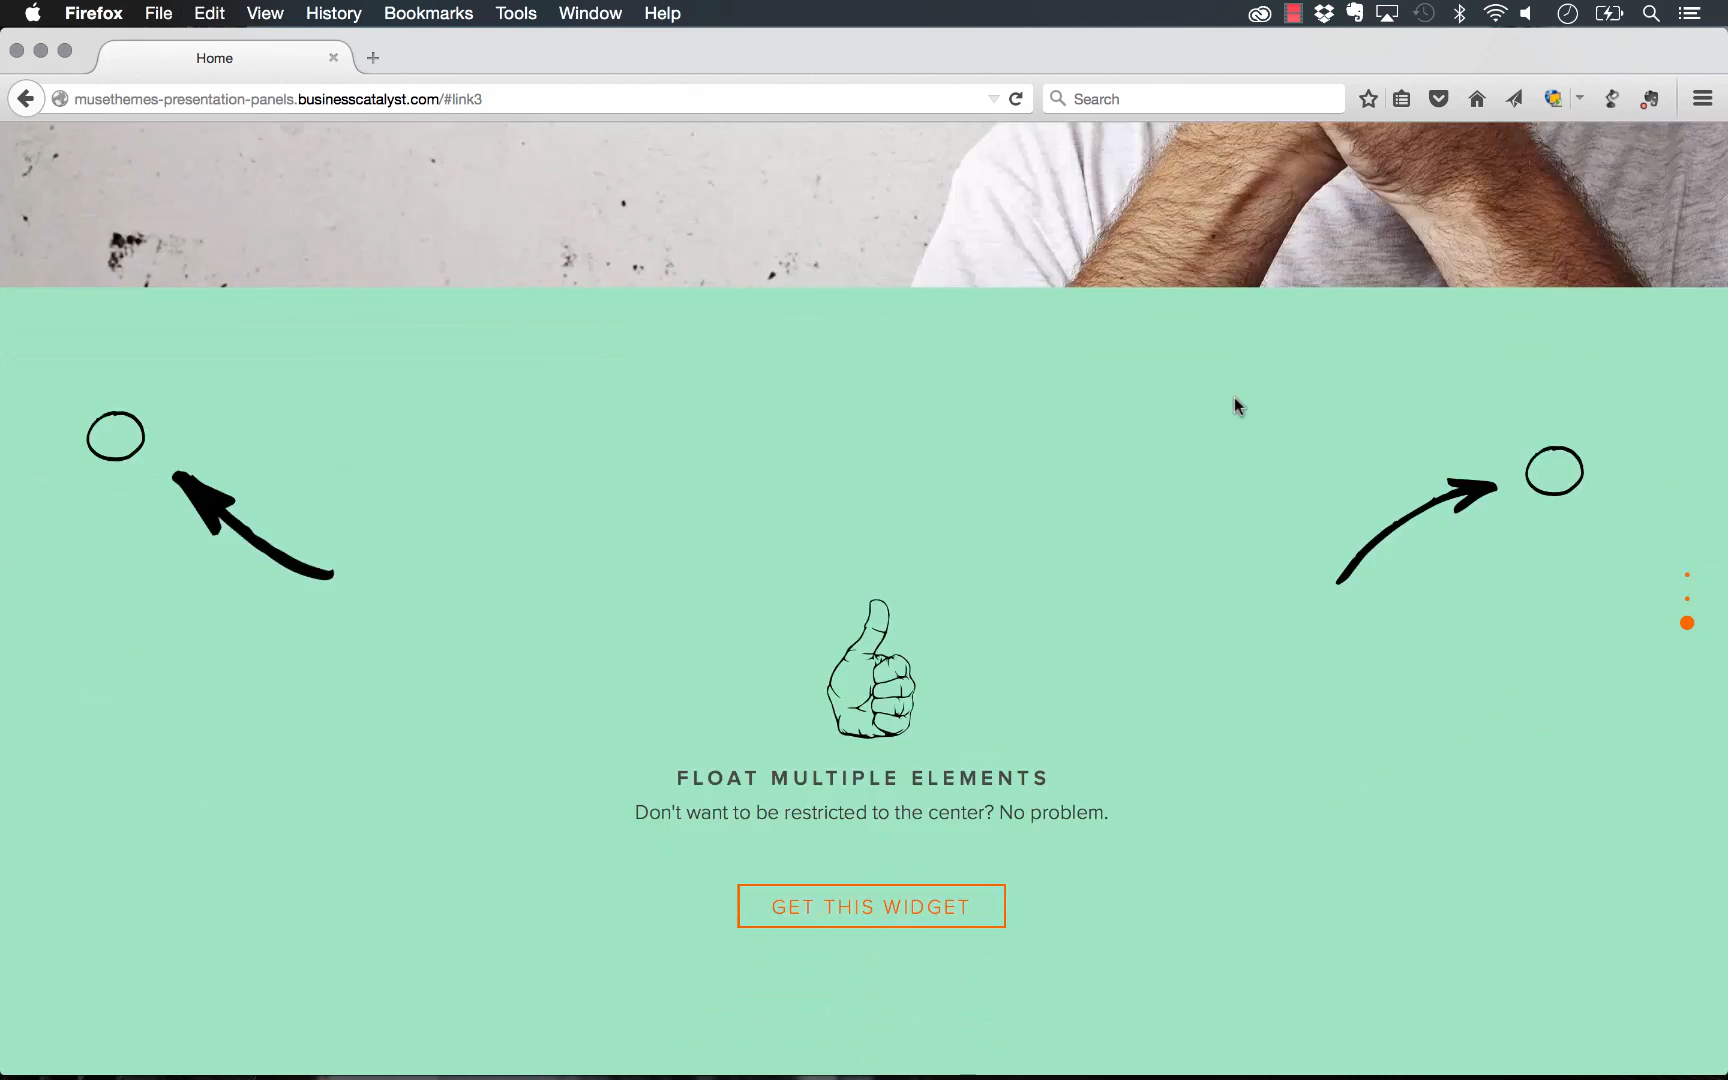 Firefox File Edit View History Bookmarks Tools Window Help
Home
musethemes-presentation-panels.businesscatalyst.com/#link3
Search
FLOAT MULTIPLE ELEMENTS
Don't want to be restricted to the center? No problem.
GET THIS WIDGET